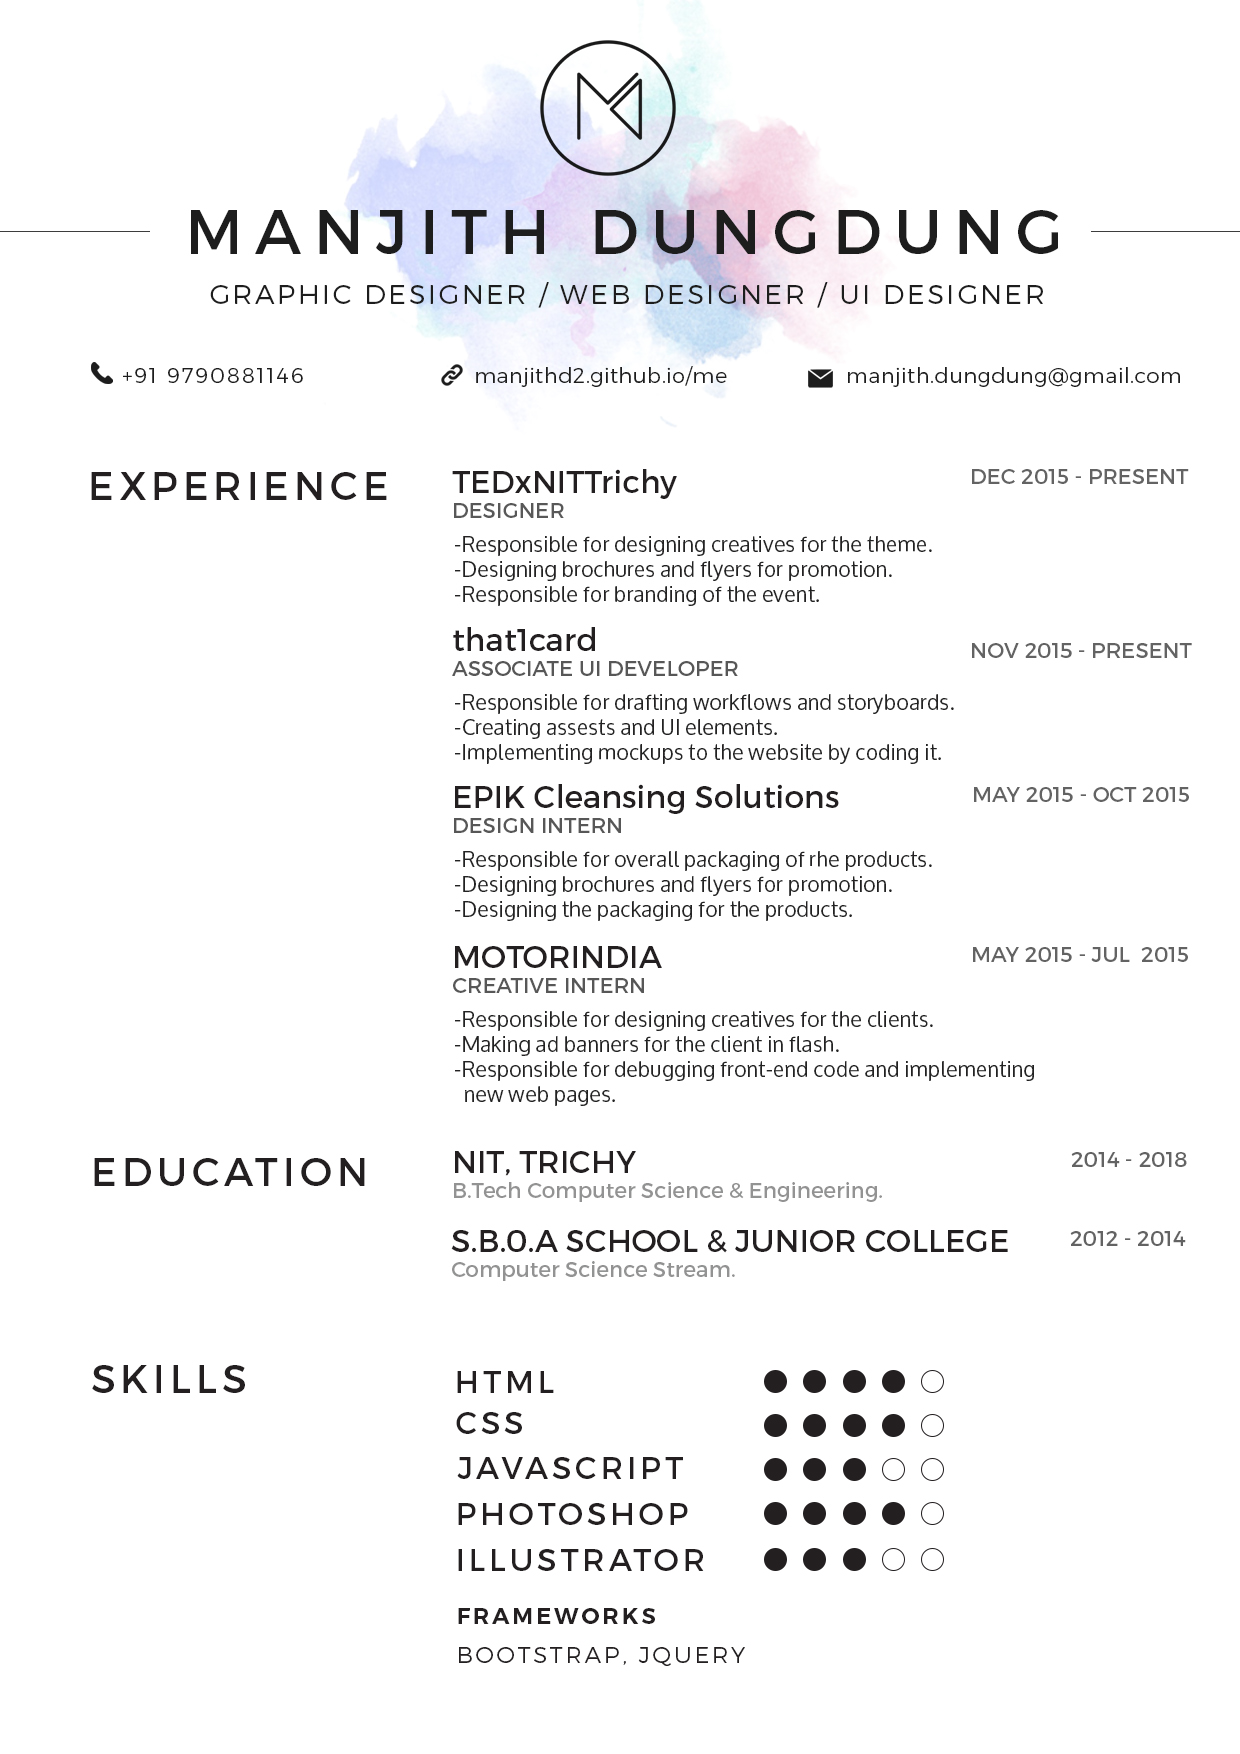 MANJITH DUNGDUNG
GRAPHIC DESIGNER / WEB DESIGNER / UI DESIGNER
+91 9790881146
manjithd2.github.io/me
manjith.dungdung@gmail.com
EXPERIENCE
TEDxNITTrichy
DEC 2015 - PRESENT
DESIGNER
-Responsible for designing creatives for the theme.
-Designing brochures and flyers for promotion.
-Responsible for branding of the event.
that1card
NOV 2015 - PRESENT
ASSOCIATE UI DEVELOPER
-Responsible for drafting workflows and storyboards.
-Creating assests and UI elements.
-Implementing mockups to the website by coding it.
EPIK Cleansing Solutions
MAY 2015 - OCT 2015
DESIGN INTERN
-Responsible for overall packaging of rhe products.
-Designing brochures and flyers for promotion.
-Designing the packaging for the products.
MOTORINDIA
MAY 2015 - JUL 2015
CREATIVE INTERN
-Responsible for designing creatives for the clients.
-Making ad banners for the client in flash.
-Responsible for debugging front-end code and implementing
new web pages.
EDUCATION
NIT, TRICHY
2014 - 2018
B.Tech Computer Science & Engineering.
S.B.O.A SCHOOL & JUNIOR COLLEGE
2012 - 2014
Computer Science Stream.
SKILLS
HTML
CSS
JAVASCRIPT
PHOTOSHOP
ILLUSTRATOR
FRAMEWORKS
BOOTSTRAP, JQUERY